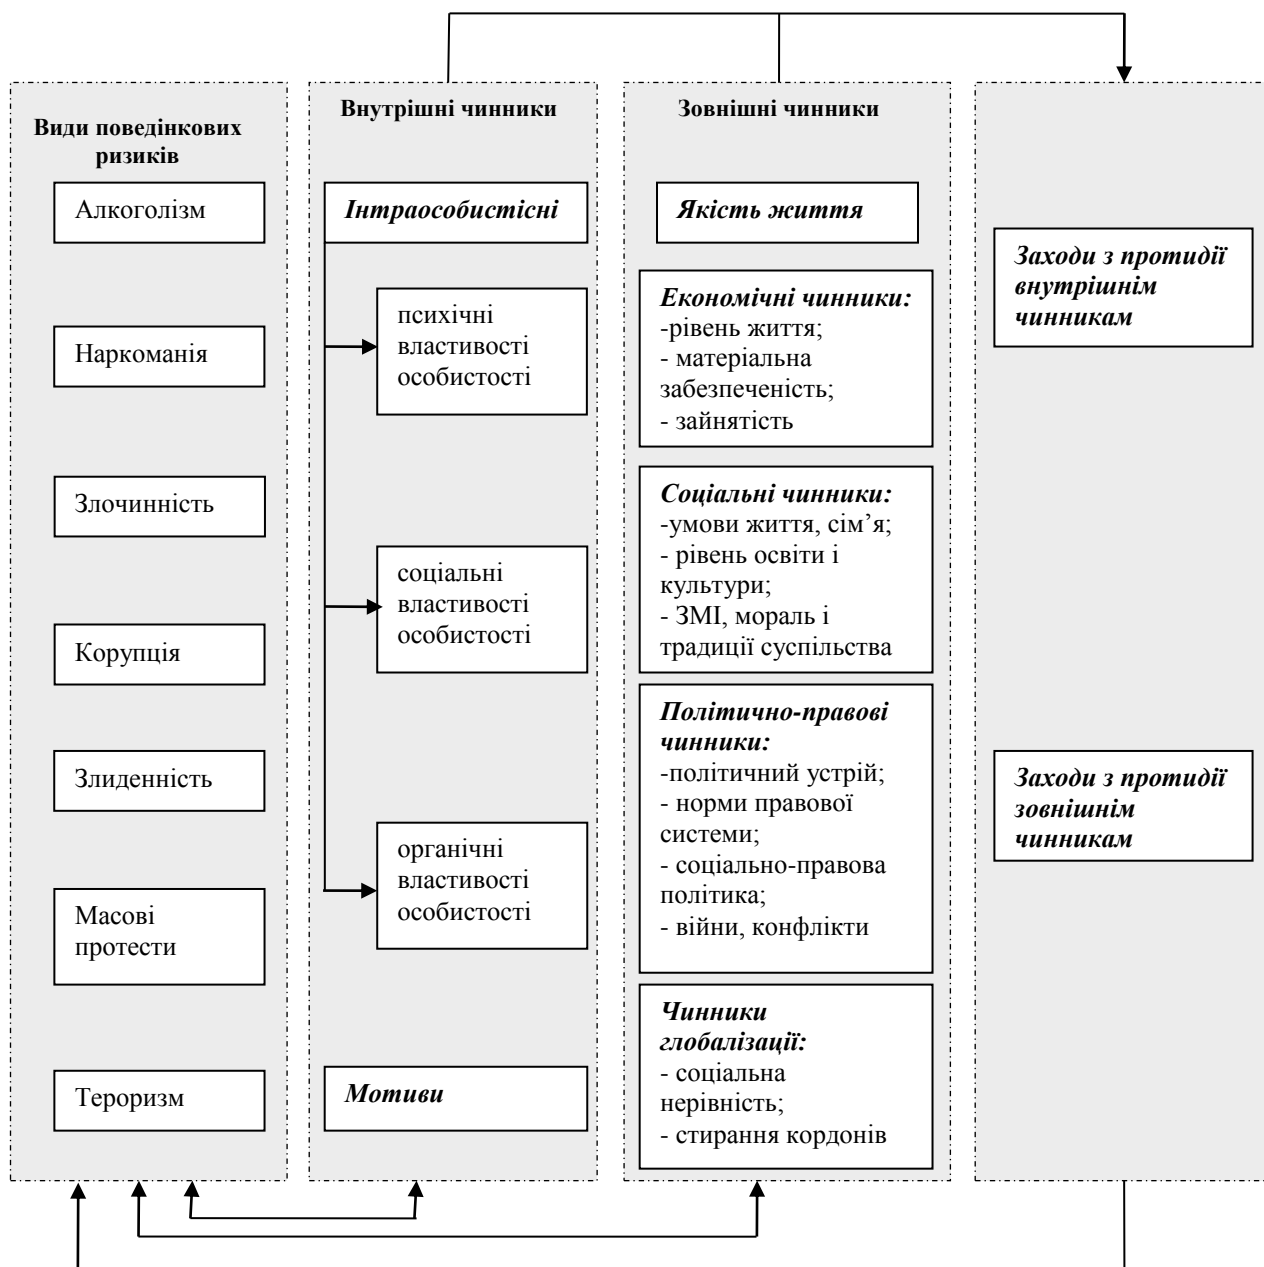 Види поведінкових
ризиків
Алкоголізм
Наркоманія
Злочинність
Корупція
Злиденність
Масові
протести
Тероризм
Внутрішні чинники
Інтраособистісні
психічні
властивості
особистості
соціальні
властивості
особистості
органічні
властивості
особистості
Мотиви
Зовнішні чинники
Якість життя
Економічні чинники:
-рівень життя;
- матеріальна
забезпеченість;
- зайнятість
Соціальні чинники:
-умови життя, сім’я;
- рівень освіти і
культури;
- ЗМІ, мораль і
традиції суспільства
Політично-правові
чинники:
-політичний устрій;
- норми правової
системи;
- соціально-правова
політика;
- війни, конфлікти
Чинники
глобалізації:
- соціальна
нерівність;
- стирання кордонів
Заходи з протидії
внутрішнім
чинникам
Заходи з протидії
зовнішнім
чинникам